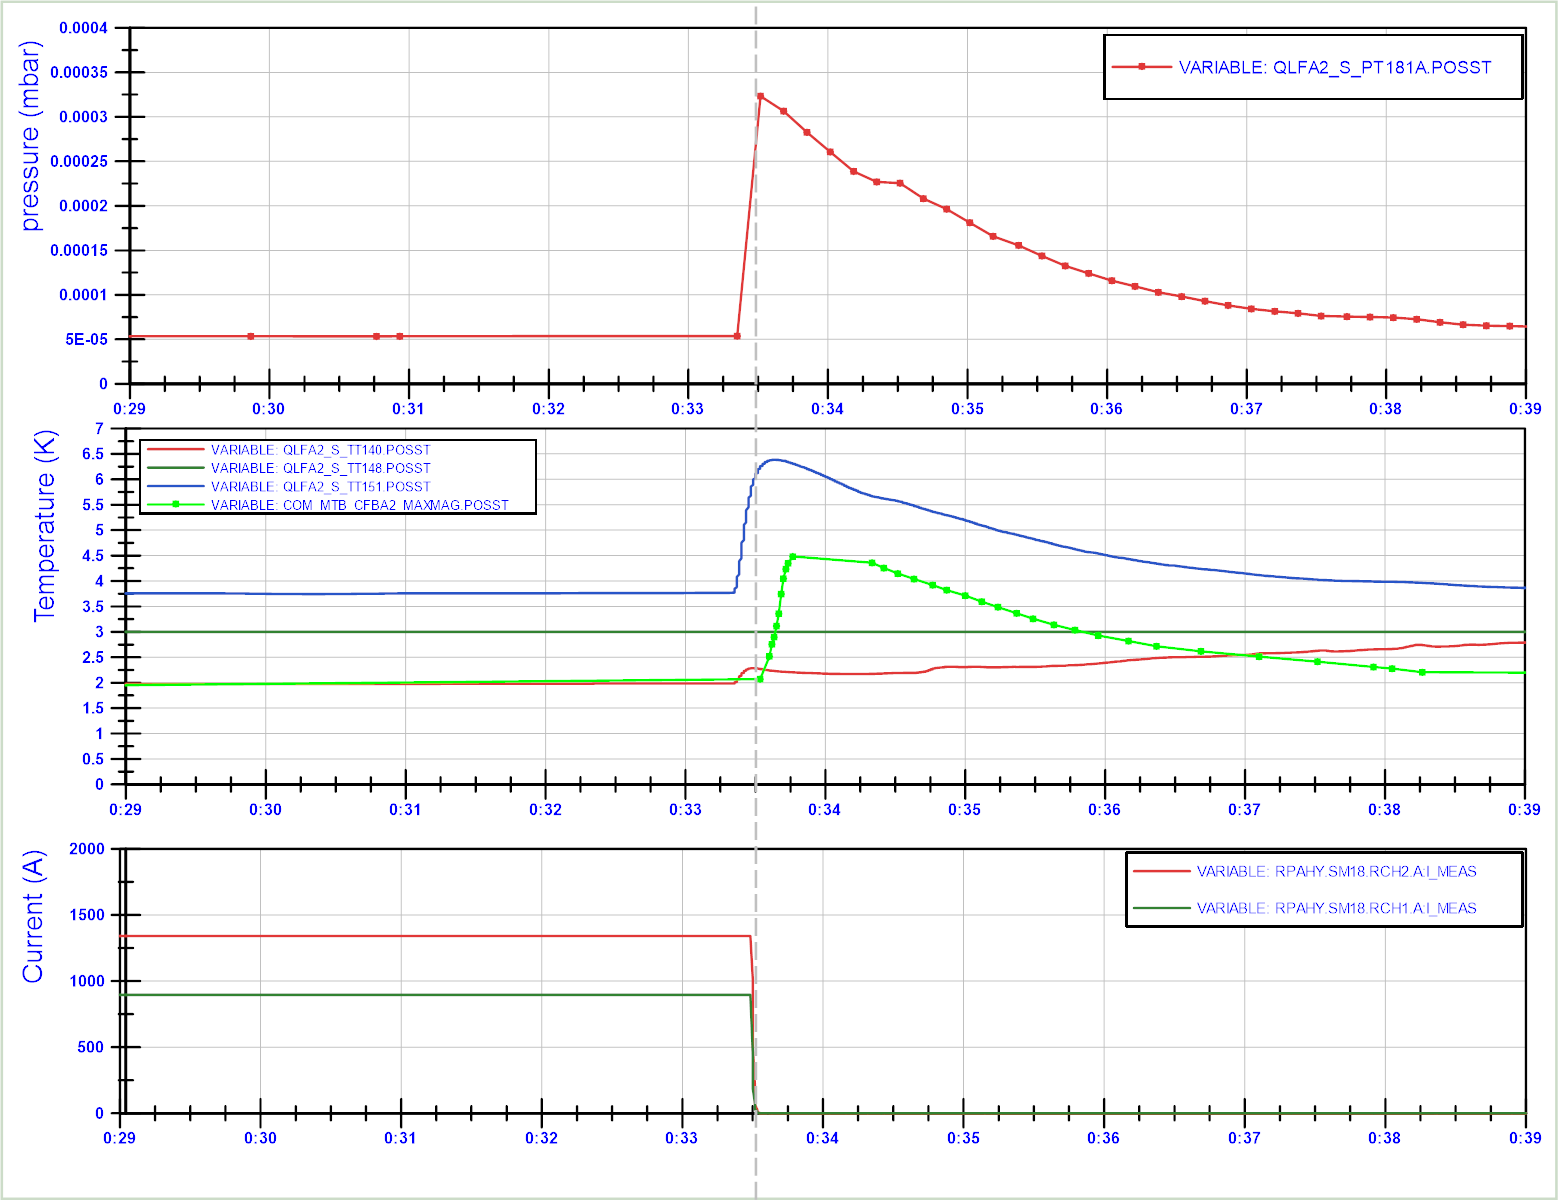 pressure (mbar)
0.0004
0.00035
0.0003
0.00025
0.0002
0.00015
0.0001
5E-05
0
VARIABLE: QLFA2_S_PT181A.POSST
0:29 0:30 0:31 0:32 0:33 0:34 0:35 0:36 0:37 0:38 0:39
Temperature (K)
7
6.5
6
5.5
5
4.5
4
3.5
3
2.5
2
1.5
1
0.5
0
VARIABLE: QLFA2_S_TT140.POSST
VARIABLE: QLFA2_S_TT148.POSST
VARIABLE: QLFA2_S_TT151.POSST
VARIABLE: COM_MTB_CFBA2_MAXMAG.POSST
0:29 0:30 0:31 0:32 0:33 0:34 0:35 0:36 0:37 0:38 0:39
Current (A)
2000
1500
1000
500
0
VARIABLE: RPAHY.SM18.RCH2.A:I_MEAS
VARIABLE: RPAHY.SM18.RCH1.A:I_MEAS
0:29 0:30 0:31 0:32 0:33 0:34 0:35 0:36 0:37 0:38 0:39